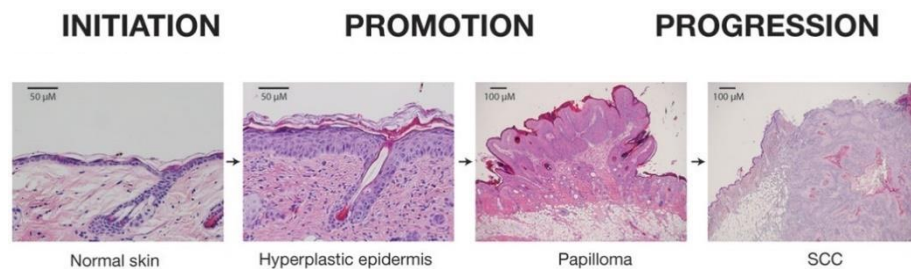 INITIATION PROMOTION PROGRESSION
50 µM 50 µM 100 µM 100 µM
Normal skin Hyperplastic epidermis Papilloma SCC